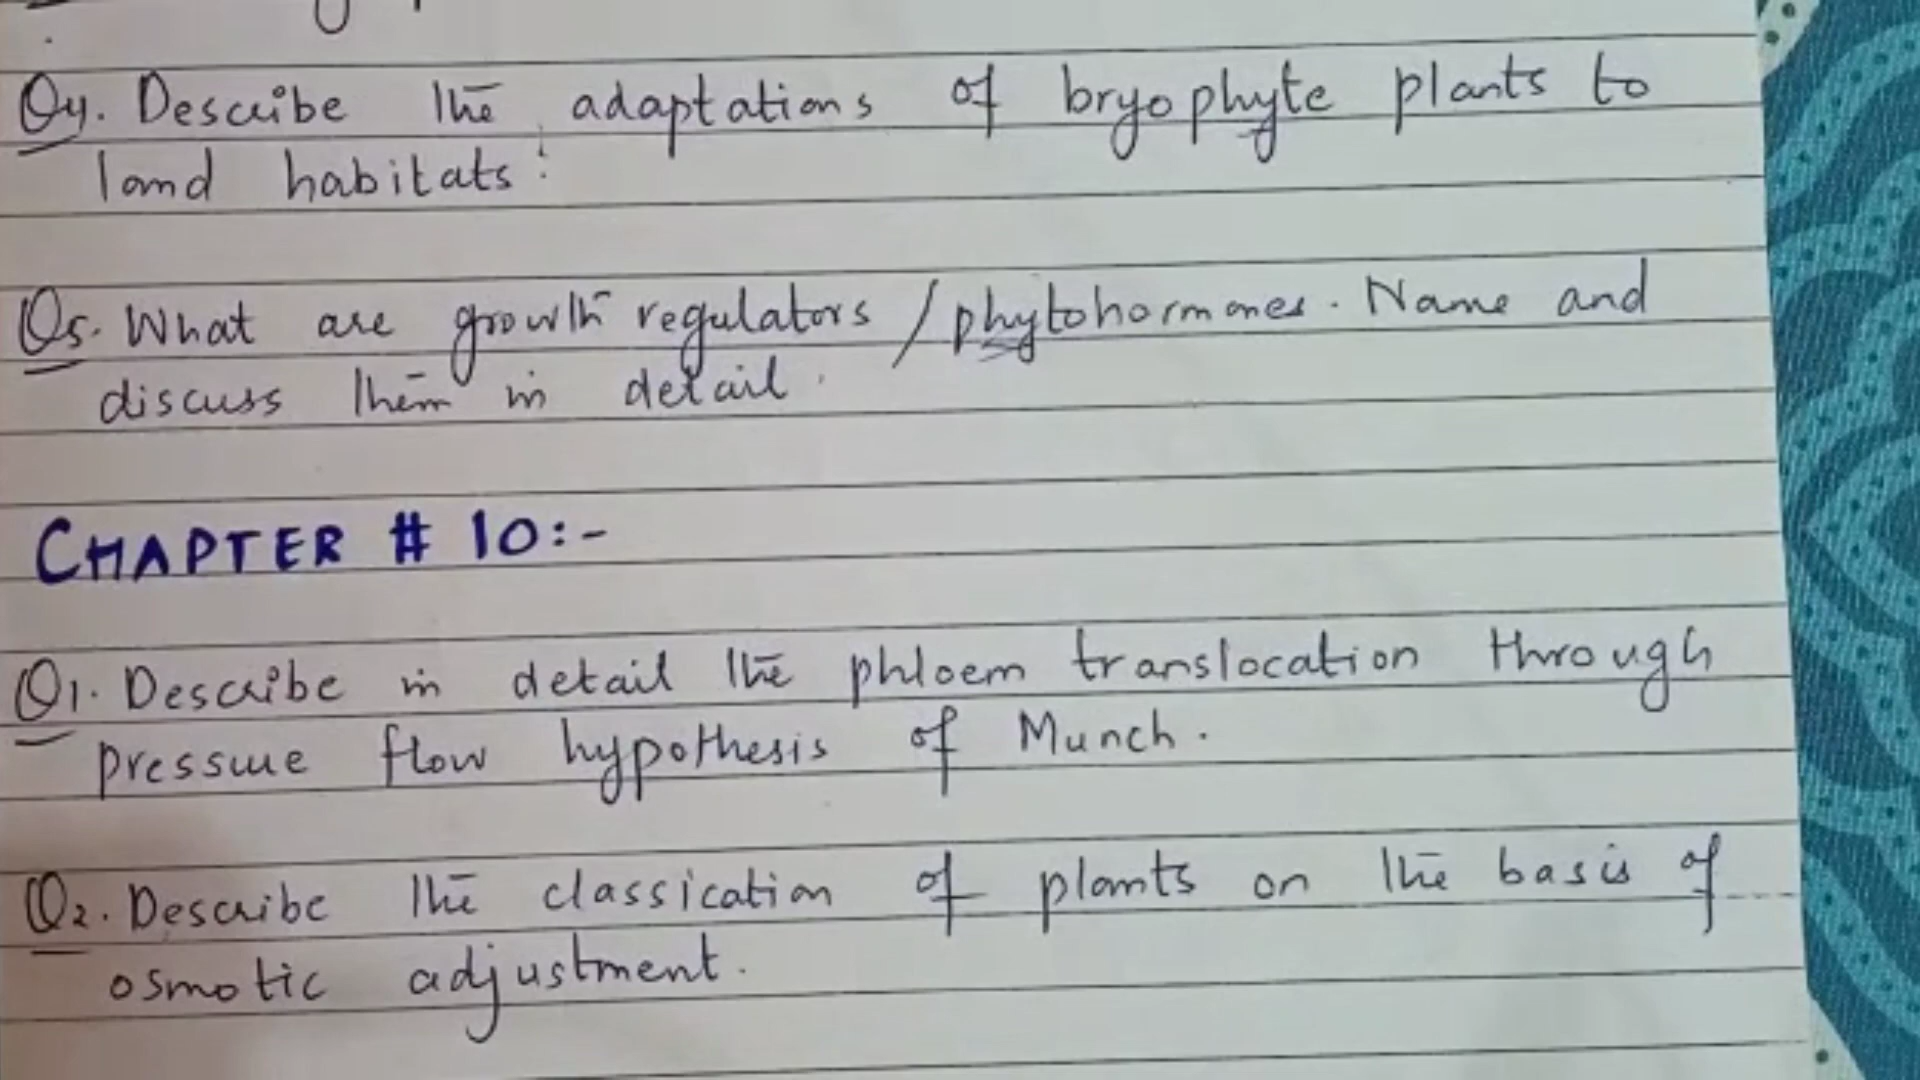 Q4. Describe the adaptations of bryophyte plants to
land habitats.
Q5. What are growth regulators / phytohormones. Name and
discuss them in detail.
CHAPTER # 10:-
Q1. Describe in detail the phloem translocation through
pressure flow hypothesis of Munch.
Q2. Describe the classication of plants on the basis of
osmotic adjustment.